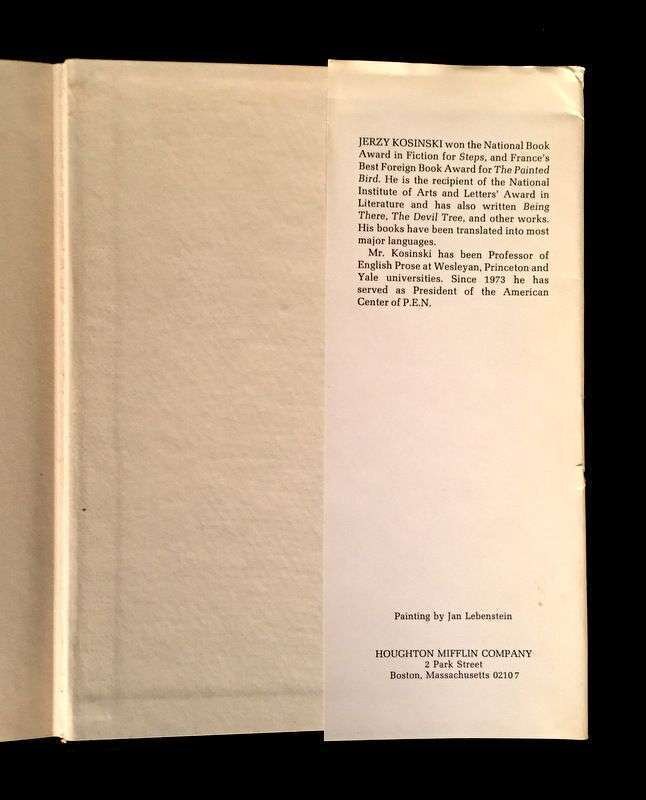 JERZY KOSINSKI won the National Book
Award in Fiction for Steps, and France's
Best Foreign Book Award for The Painted
Bird. He is the recipient of the National
Institute of Arts and Letters' Award in
Literature and has also written Being
There, The Devil Tree, and other works.
His books have been translated into most
major languages.
Mr. Kosinski has been Professor of
English Prose at Wesleyan, Princeton and
Yale universities. Since 1973 he has
served as President of the American
Center of P.E.N.
Painting by Jan Lebenstein
HOUGHTON MIFFLIN COMPANY
2 Park Street
Boston, Massachusetts 02107